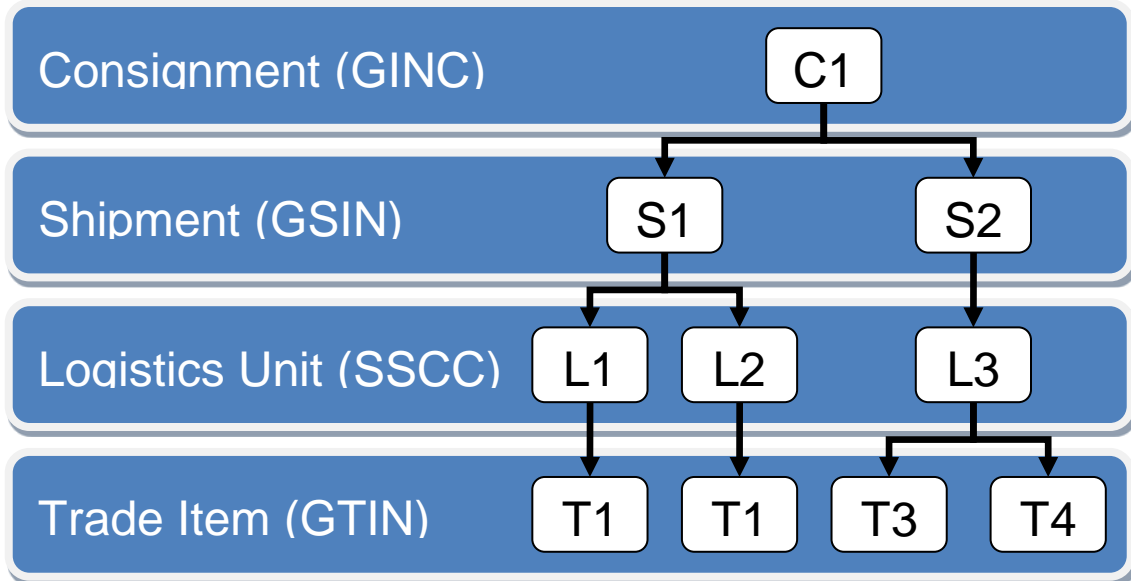 Consignment (GINC)
C1
Shipment (GSIN)
S1 S2
Logistics Unit (SSCC)
L1 L2 L3
Trade Item (GTIN)
T1 T1 T3 T4